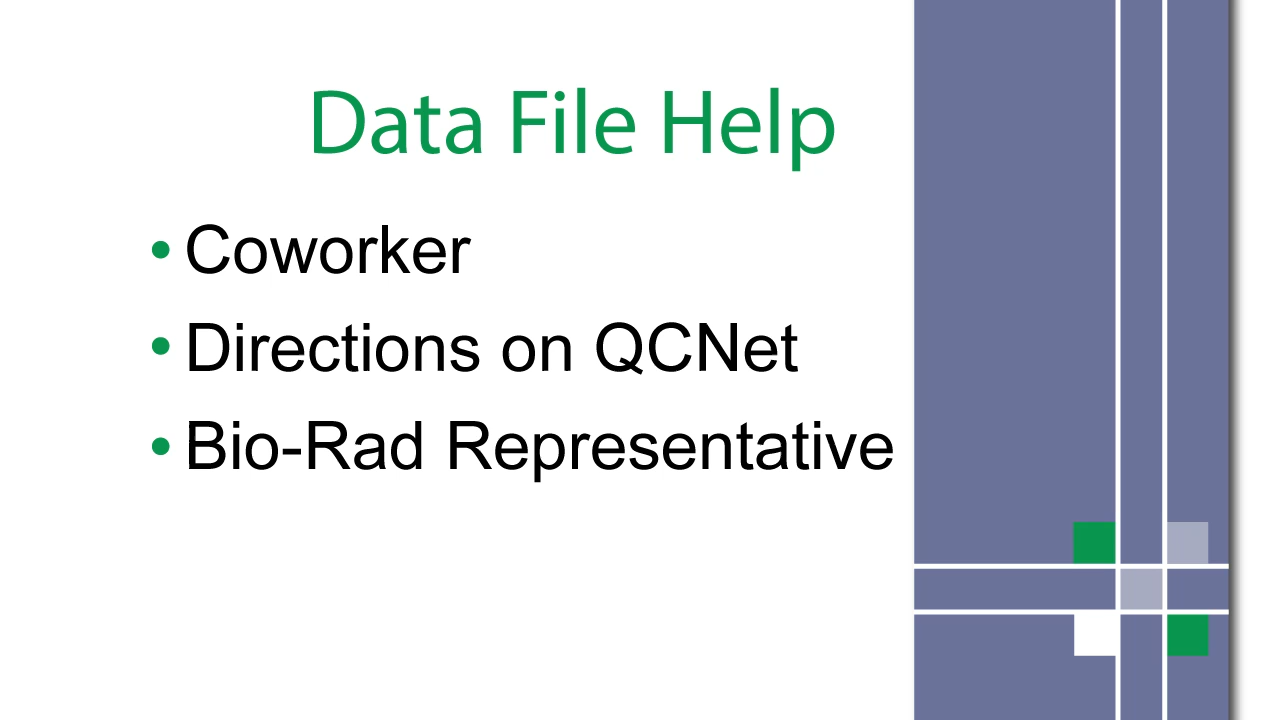 Data File Help
• Coworker
• Directions on QCNet
• Bio-Rad Representative